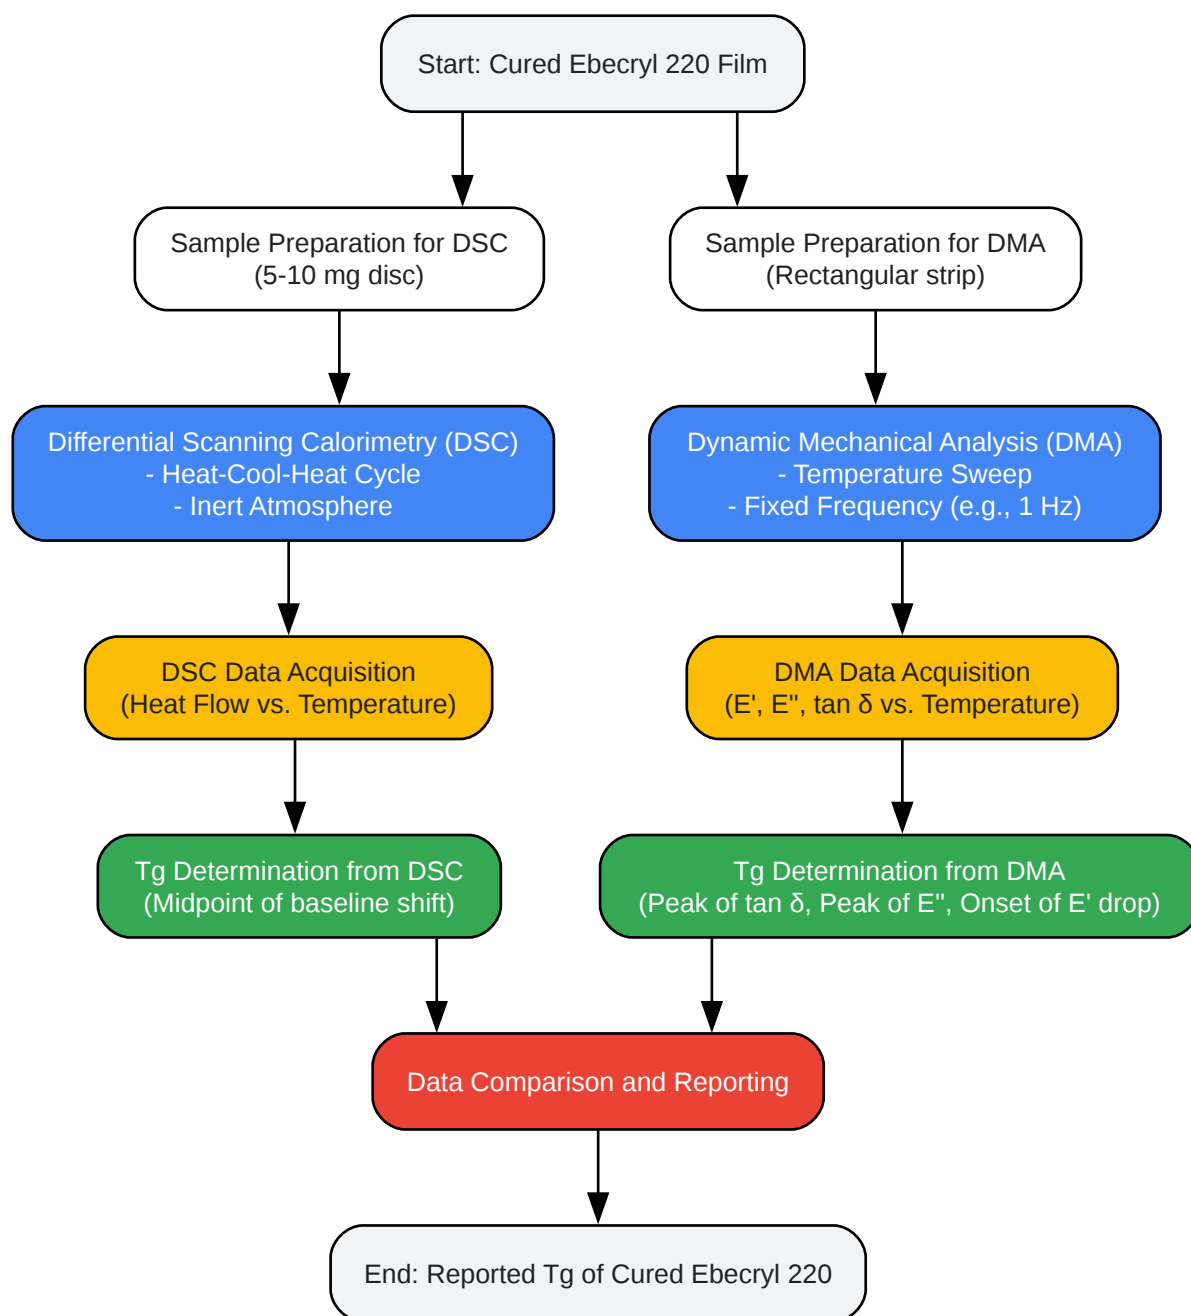 Start: Cured Ebecryl 220 Film
Sample Preparation for DSC
(5-10 mg disc)
Sample Preparation for DMA
(Rectangular strip)
Differential Scanning Calorimetry (DSC)
- Heat-Cool-Heat Cycle
- Inert Atmosphere
Dynamic Mechanical Analysis (DMA)
- Temperature Sweep
- Fixed Frequency (e.g., 1 Hz)
DSC Data Acquisition
(Heat Flow vs. Temperature)
DMA Data Acquisition
(E', E'', tan δ vs. Temperature)
Tg Determination from DSC
(Midpoint of baseline shift)
Tg Determination from DMA
(Peak of tan δ, Peak of E'', Onset of E' drop)
Data Comparison and Reporting
End: Reported Tg of Cured Ebecryl 220